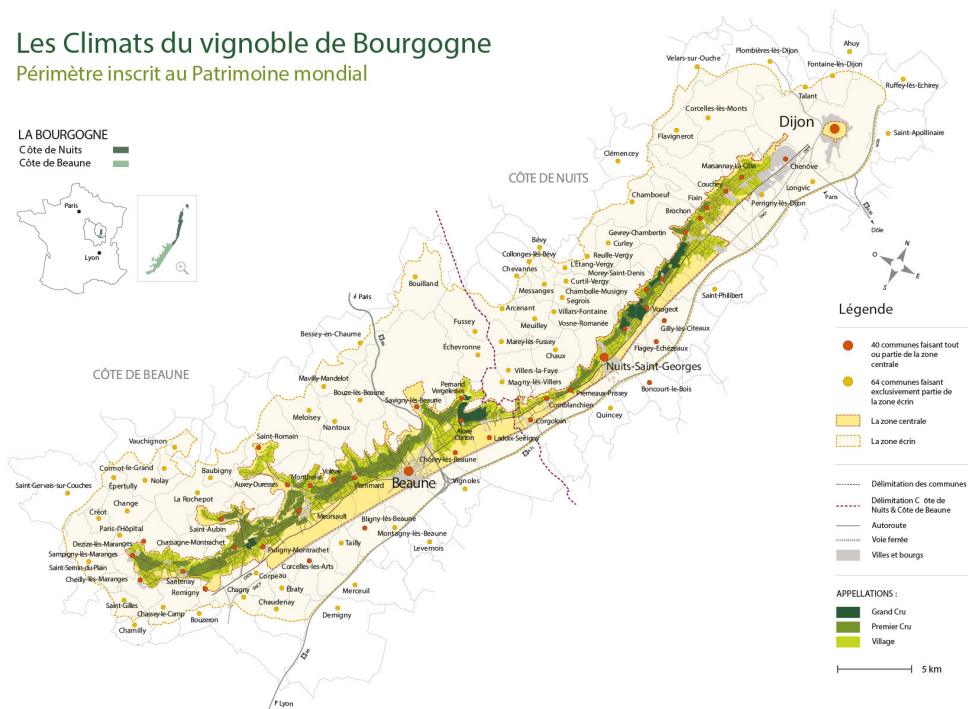 Les Climats du vignoble de Bourgogne
Périmètre inscrit au Patrimoine mondial
LA BOURGOGNE
Côte de Nuits
Côte de Beaune
Paris
Lyon
CÔTE DE NUITS
CÔTE DE BEAUNE
Ahuy
Plombières-lès-Dijon
Velars-sur-Ouche
Fontaine-lès-Dijon
Ruffey-lès-Echirey
Talant
Corcelles-lès-Monts
Dijon
Flavignerot
Saint-Apollinaire
Clémencey
Chenôve
Marsannay-la-Côte
Couchey
Longvic
Paris
Chamboeuf
Fixin
Perrigny-lès-Dijon
Brochon
Dôle
Gevrey-Chambertin
Bévy
Curley
Collonges-lès-Bévy
Reulle-Vergy
L'Etang-Vergy
Chevannes
Morey-Saint-Denis
Curtil-Vergy
Messanges
Chambolle-Musigny
Segrois
Saint-Philibert
Bouilland
Arcenant
Villars-Fontaine
Vougeot
Paris
Meuilley
Vosne-Romanée
Gilly-lès-Cîteaux
Fussey
Bessey-en-Chaume
Marey-lès-Fussey
Flagey-Echézeaux
Échevronne
Chaux
Nuits-Saint-Georges
Villers-la-Faye
Mavilly-Mandelot
Magny-lès-Villers
Boncourt-le-Bois
Pernand
Vergelesses
Bouze-lès-Beaune
Premeaux-Prissey
Savigny-lès-Beaune
Comblanchien
Quincey
Meloisey
Nantoux
Corgoloin
Aloxe
Corton
Ladoix-Serrigny
Saint-Romain
Vauchignon
Chorey-lès-Beaune
Cormot-le-Grand
Baubigny
Volnay
Monthelie
Beaune
Nolay
Auxey-Duresses
Pommard
Vignoles
Saint-Gervais-sur-Couches
Épertully
La Rochepot
Change
Meursault
Créot
Bligny-lès-Beaune
Paris-l'Hôpital
Saint-Aubin
Montagny-lès-Beaune
Dezize-lès-Maranges
Chassagne-Montrachet
Tailly
Levernois
Sampigny-lès-Maranges
Puligny-Montrachet
Saint-Sernin-du-Plain
Corcelles-les-Arts
Cheilly-lès-Maranges
Santenay
Corpeau
Remigny
Chagny
Ébaty
Merceuil
Saint-Gilles
Chaudenay
Chassey-le-Camp
Bouzeron
Demigny
Chamilly
Lyon
N
O
E
S
Légende
40 communes faisant tout
ou partie de la zone
centrale
64 communes faisant
exclusivement partie de
la zone écrin
La zone centrale
La zone écrin
Délimitation des communes
Délimitation Côte de
Nuits & Côte de Beaune
Autoroute
Voie ferrée
Villes et bourgs
APPELLATIONS :
Grand Cru
Premier Cru
Village
5 km